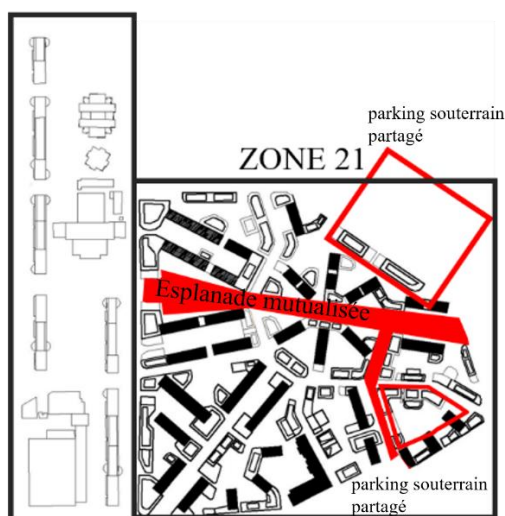 parking souterrain
partagé
ZONE 21
Esplanade mutualisée
parking souterrain
partagé